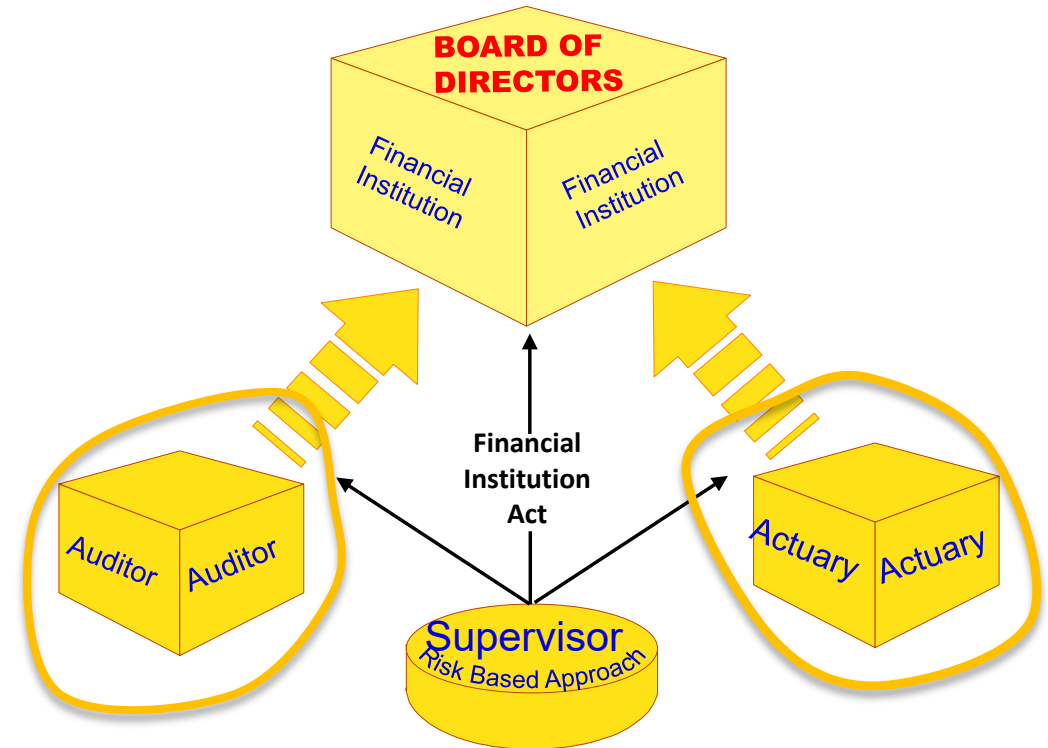 BOARD OF
DIRECTORS
Financial
Institution
Financial
Institution
Financial
Institution
Act
Auditor
Auditor
Actuary
Actuary
Supervisor
Risk Based Approach